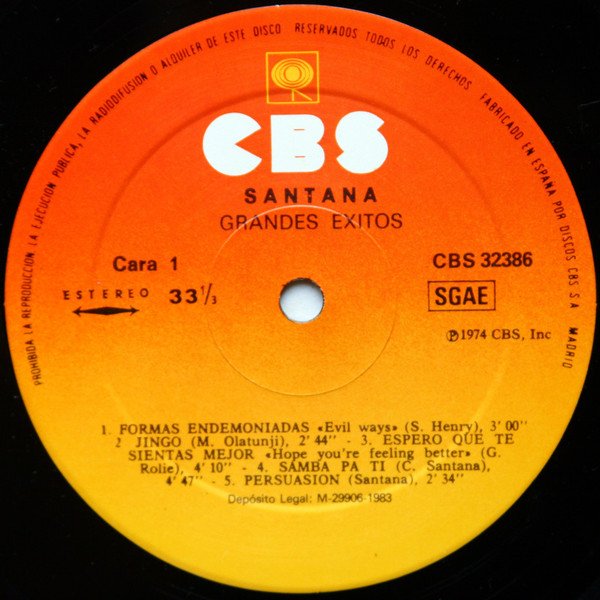 PROHIBIDA LA REPRODUCCION LA EJECUCION PUBLICA, LA RADIODIFUSION O ALQUILER DE ESTE DISCO RESERVADOS TODOS LOS DERECHOS FABRICADO EN ESPAÑA POR DISCOS CBS S A MADRID
CBS
SANTANA
GRANDES EXITOS
Cara 1
CBS 32386
ESTEREO 33 1/3
SGAE
℗1974 CBS, Inc
1. FORMAS ENDEMONIADAS «Evil ways» (S. Henry), 3'00"
2 JINGO (M. Olatunji), 2'44" - 3. ESPERO QUE TE
SIENTAS MEJOR «Hope you're feeling better» (G.
Rolie), 4'10" - 4. SAMBA PA TI (C. Santana),
4'47" - 5. PERSUASION (Santana), 2'34"
Depósito Legal: M-29906-1983